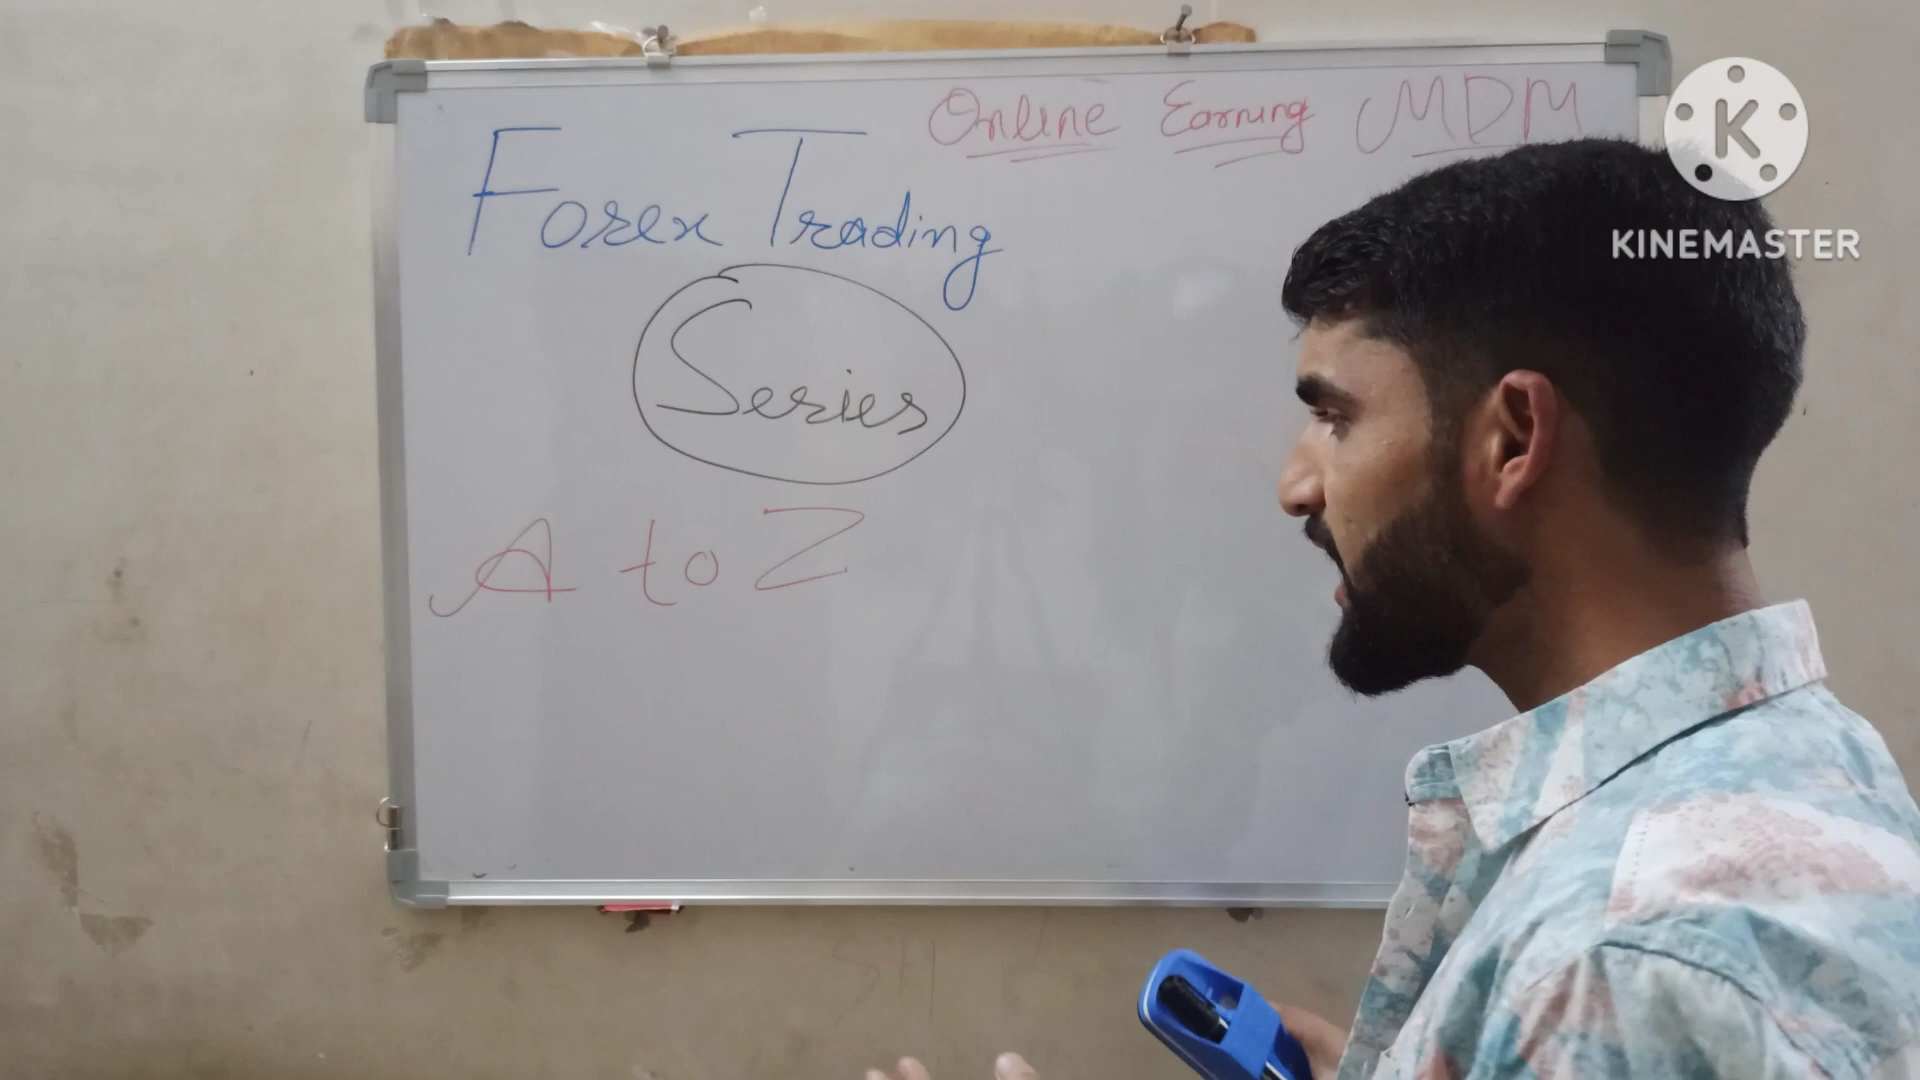 Online Earning MDM
Forex Trading
Series
A to Z
K
KINEMASTER